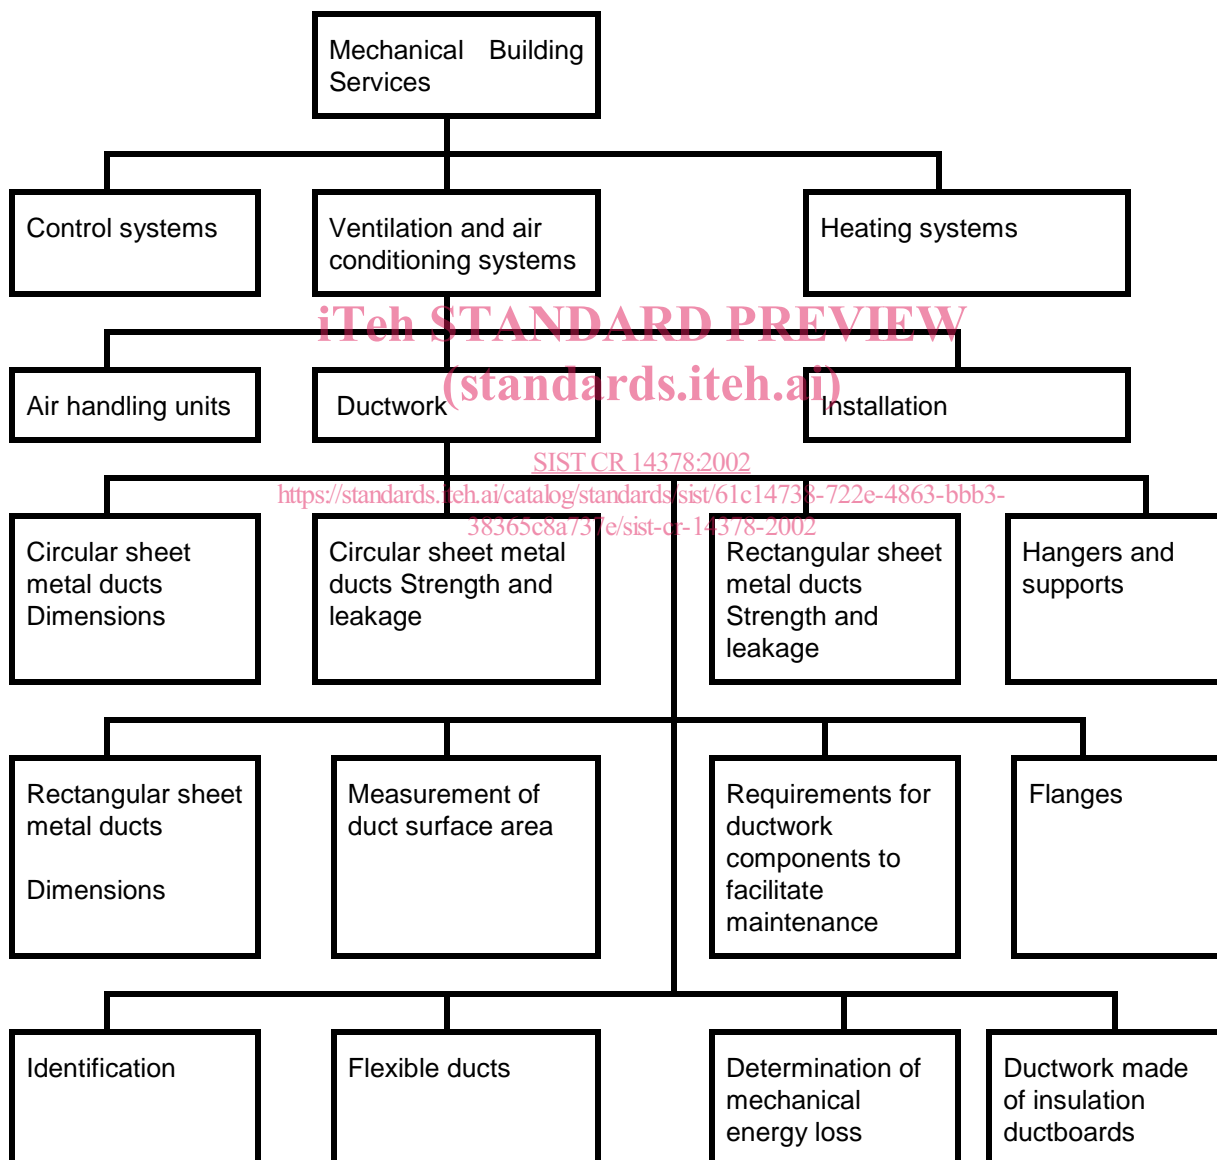 Mechanical Building
Services
Control systems
Ventilation and air
conditioning systems
Heating systems
iTeh STANDARD PREVIEW
(standards.iteh.ai)
Air handling units
Ductwork
Installation
SIST CR 14378:2002
https://standards.iteh.ai/catalog/standards/sist/61c14738-722e-4863-bbb3-
38365c8a737e/sist-cr-14378-2002
Circular sheet
metal ducts
Dimensions
Circular sheet metal
ducts Strength and
leakage
Rectangular sheet
metal ducts
Strength and
leakage
Hangers and
supports
Rectangular sheet
metal ducts
Dimensions
Measurement of
duct surface area
Requirements for
ductwork
components to
facilitate
maintenance
Flanges
Identification
Flexible ducts
Determination of
mechanical
energy loss
Ductwork made
of insulation
ductboards